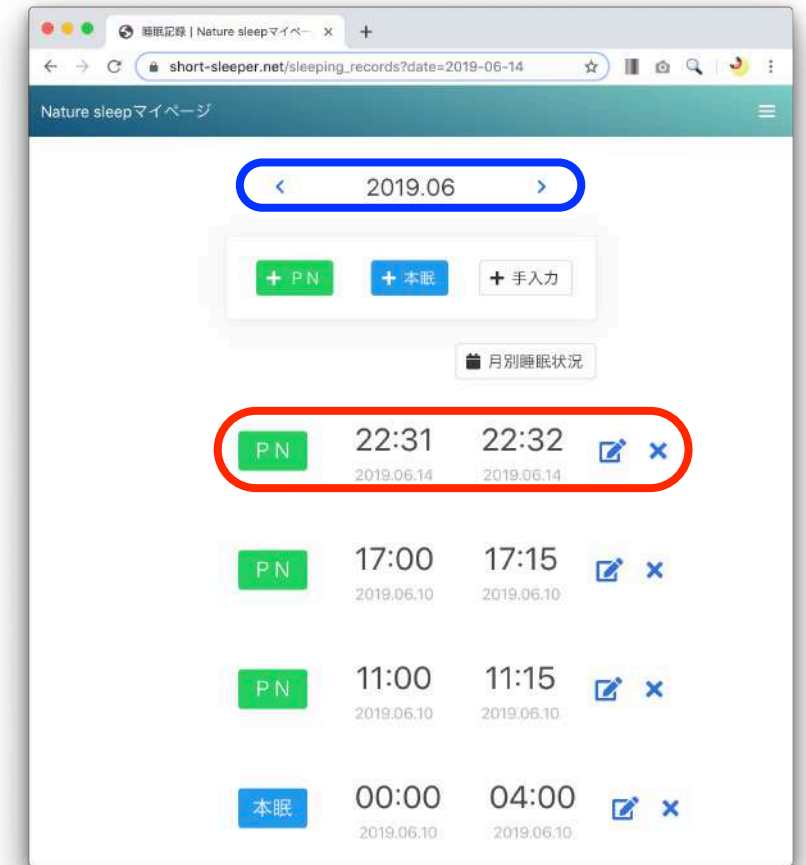 睡眠記録 | Nature sleepマイペー
short-sleeper.net/sleeping_records?date=2019-06-14
Nature sleepマイページ
2019.06
+ PN + 本眠 + 手入力
月別睡眠状況
PN 22:31 22:32
2019.06.14 2019.06.14
PN 17:00 17:15
2019.06.10 2019.06.10
PN 11:00 11:15
2019.06.10 2019.06.10
本眠 00:00 04:00
2019.06.10 2019.06.10